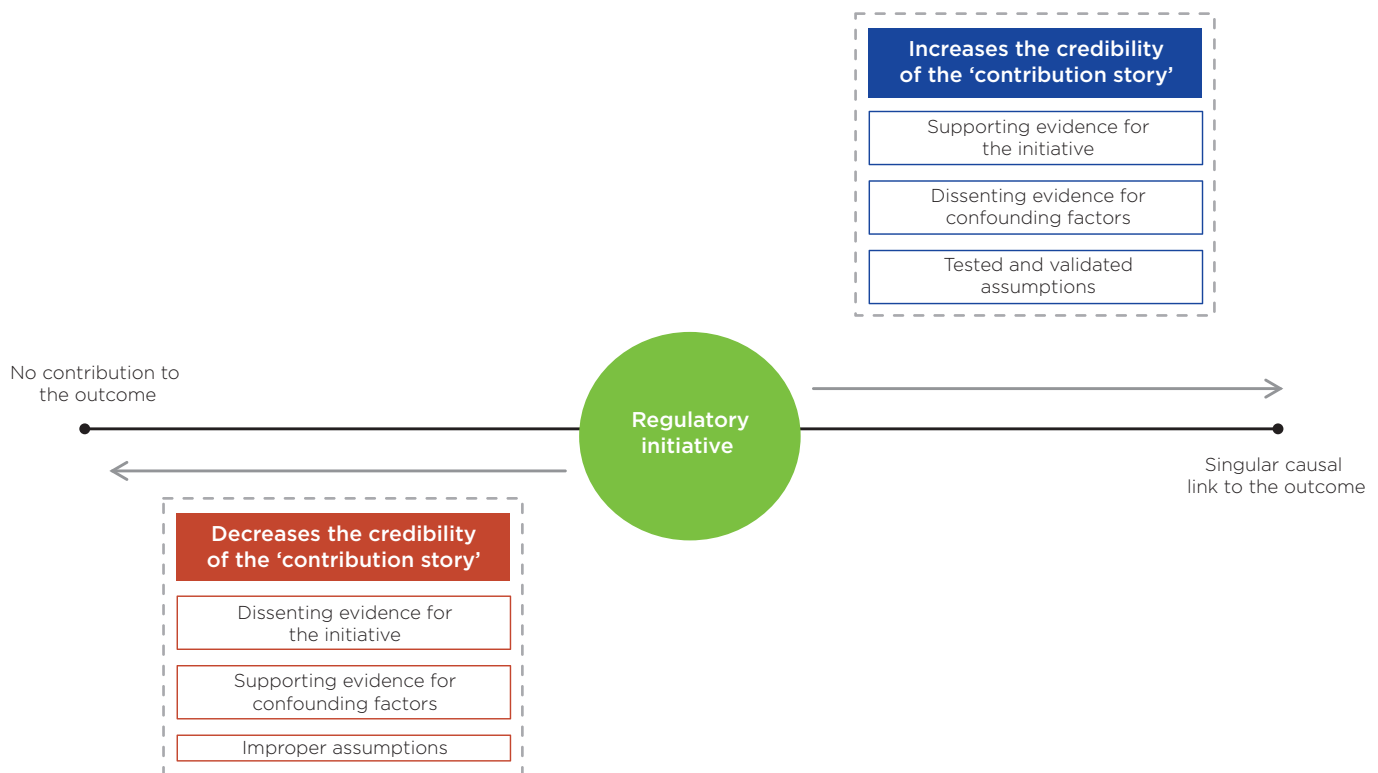 Increases the credibility
of the ‘contribution story’
Supporting evidence for
the initiative
Dissenting evidence for
confounding factors
Tested and validated
assumptions
No contribution to
the outcome
Regulatory
initiative
Singular causal
link to the outcome
Decreases the credibility
of the ‘contribution story’
Dissenting evidence for
the initiative
Supporting evidence for
confounding factors
Improper assumptions